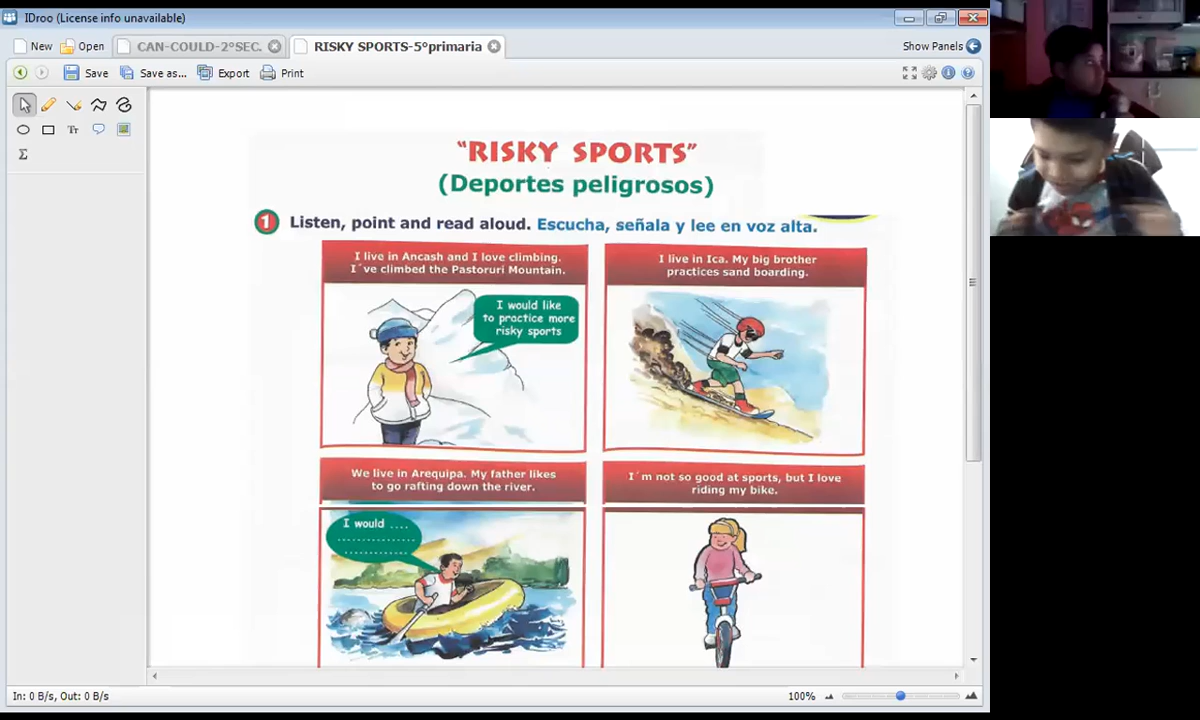 IDroo (License info unavailable)
New Open CAN-COULD-2°SEC. RISKY SPORTS-5°primaria Show Panels
Save Save as... Export Print
Tт
Σ
"RISKY SPORTS"
(Deportes peligrosos)
1 Listen, point and read aloud. Escucha, señala y lee en voz alta.
I live in Ancash and I love climbing.
I´ve climbed the Pastoruri Mountain.
I would like
to practice more
risky sports
I live in Ica. My big brother
practices sand boarding.
We live in Arequipa. My father likes
to go rafting down the river.
I would ....
................
.............
I´m not so good at sports, but I love
riding my bike.
In: 0 B/s, Out: 0 B/s 100%